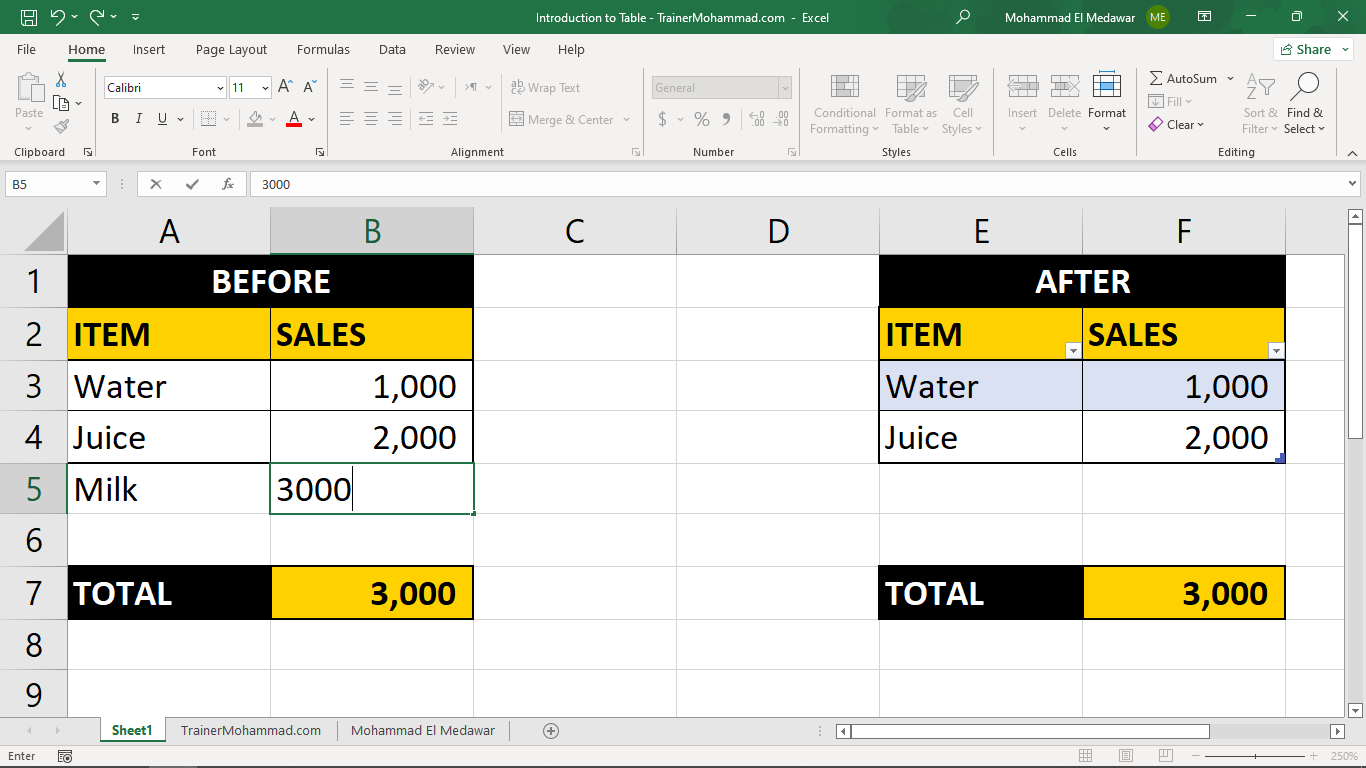 Introduction to Table - TrainerMohammad.com - Excel
Mohammad El Medawar ME
File Home Insert Page Layout Formulas Data Review View Help Share
Paste
Clipboard
Calibri 11 A A
B I U A
Font
ab Wrap Text
Merge & Center
Alignment
General
$ % 9 .00 .00
Number
Conditional Formatting
Format as Table
Cell Styles
Styles
Insert Delete Format
Cells
AutoSum
Fill
Clear
Sort & Filter
Find & Select
Editing
B5 fx 3000
A B C D E F
1 BEFORE AFTER
2 ITEM SALES ITEM SALES
3 Water 1,000 Water 1,000
4 Juice 2,000 Juice 2,000
5 Milk 3000
6
7 TOTAL 3,000 TOTAL 3,000
8
9
Sheet1 TrainerMohammad.com Mohammad El Medawar
Enter 250%